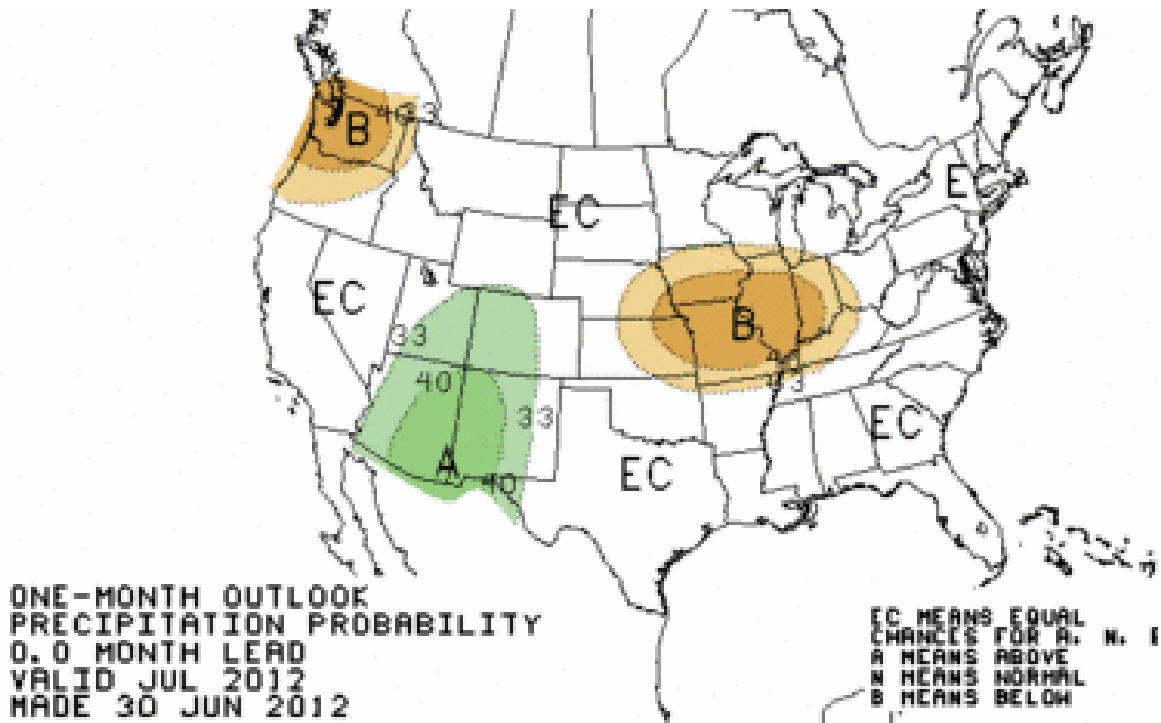 B
40
33
EC
EC
EC
33
B
40
33
A
40
33
40
EC
EC
ONE-MONTH OUTLOOK
PRECIPITATION PROBABILITY
0.0 MONTH LEAD
VALID JUL 2012
MADE 30 JUN 2012
EC MEANS EQUAL
CHANCES FOR A, N,
A MEANS ABOVE
N MEANS NORMAL
B MEANS BELOW